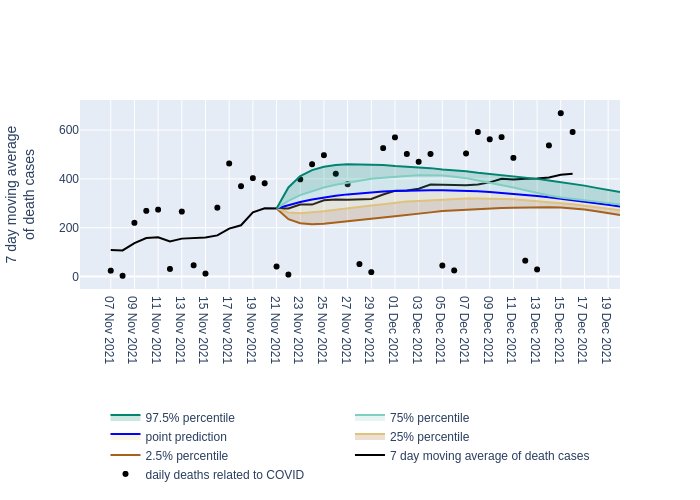 7 day moving average
of death cases
600
400
200
0
07 Nov 2021
09 Nov 2021
11 Nov 2021
13 Nov 2021
15 Nov 2021
17 Nov 2021
19 Nov 2021
21 Nov 2021
23 Nov 2021
25 Nov 2021
27 Nov 2021
29 Nov 2021
01 Dec 2021
03 Dec 2021
05 Dec 2021
07 Dec 2021
09 Dec 2021
11 Dec 2021
13 Dec 2021
15 Dec 2021
17 Dec 2021
19 Dec 2021
97.5% percentile
75% percentile
point prediction
25% percentile
2.5% percentile
7 day moving average of death cases
daily deaths related to COVID